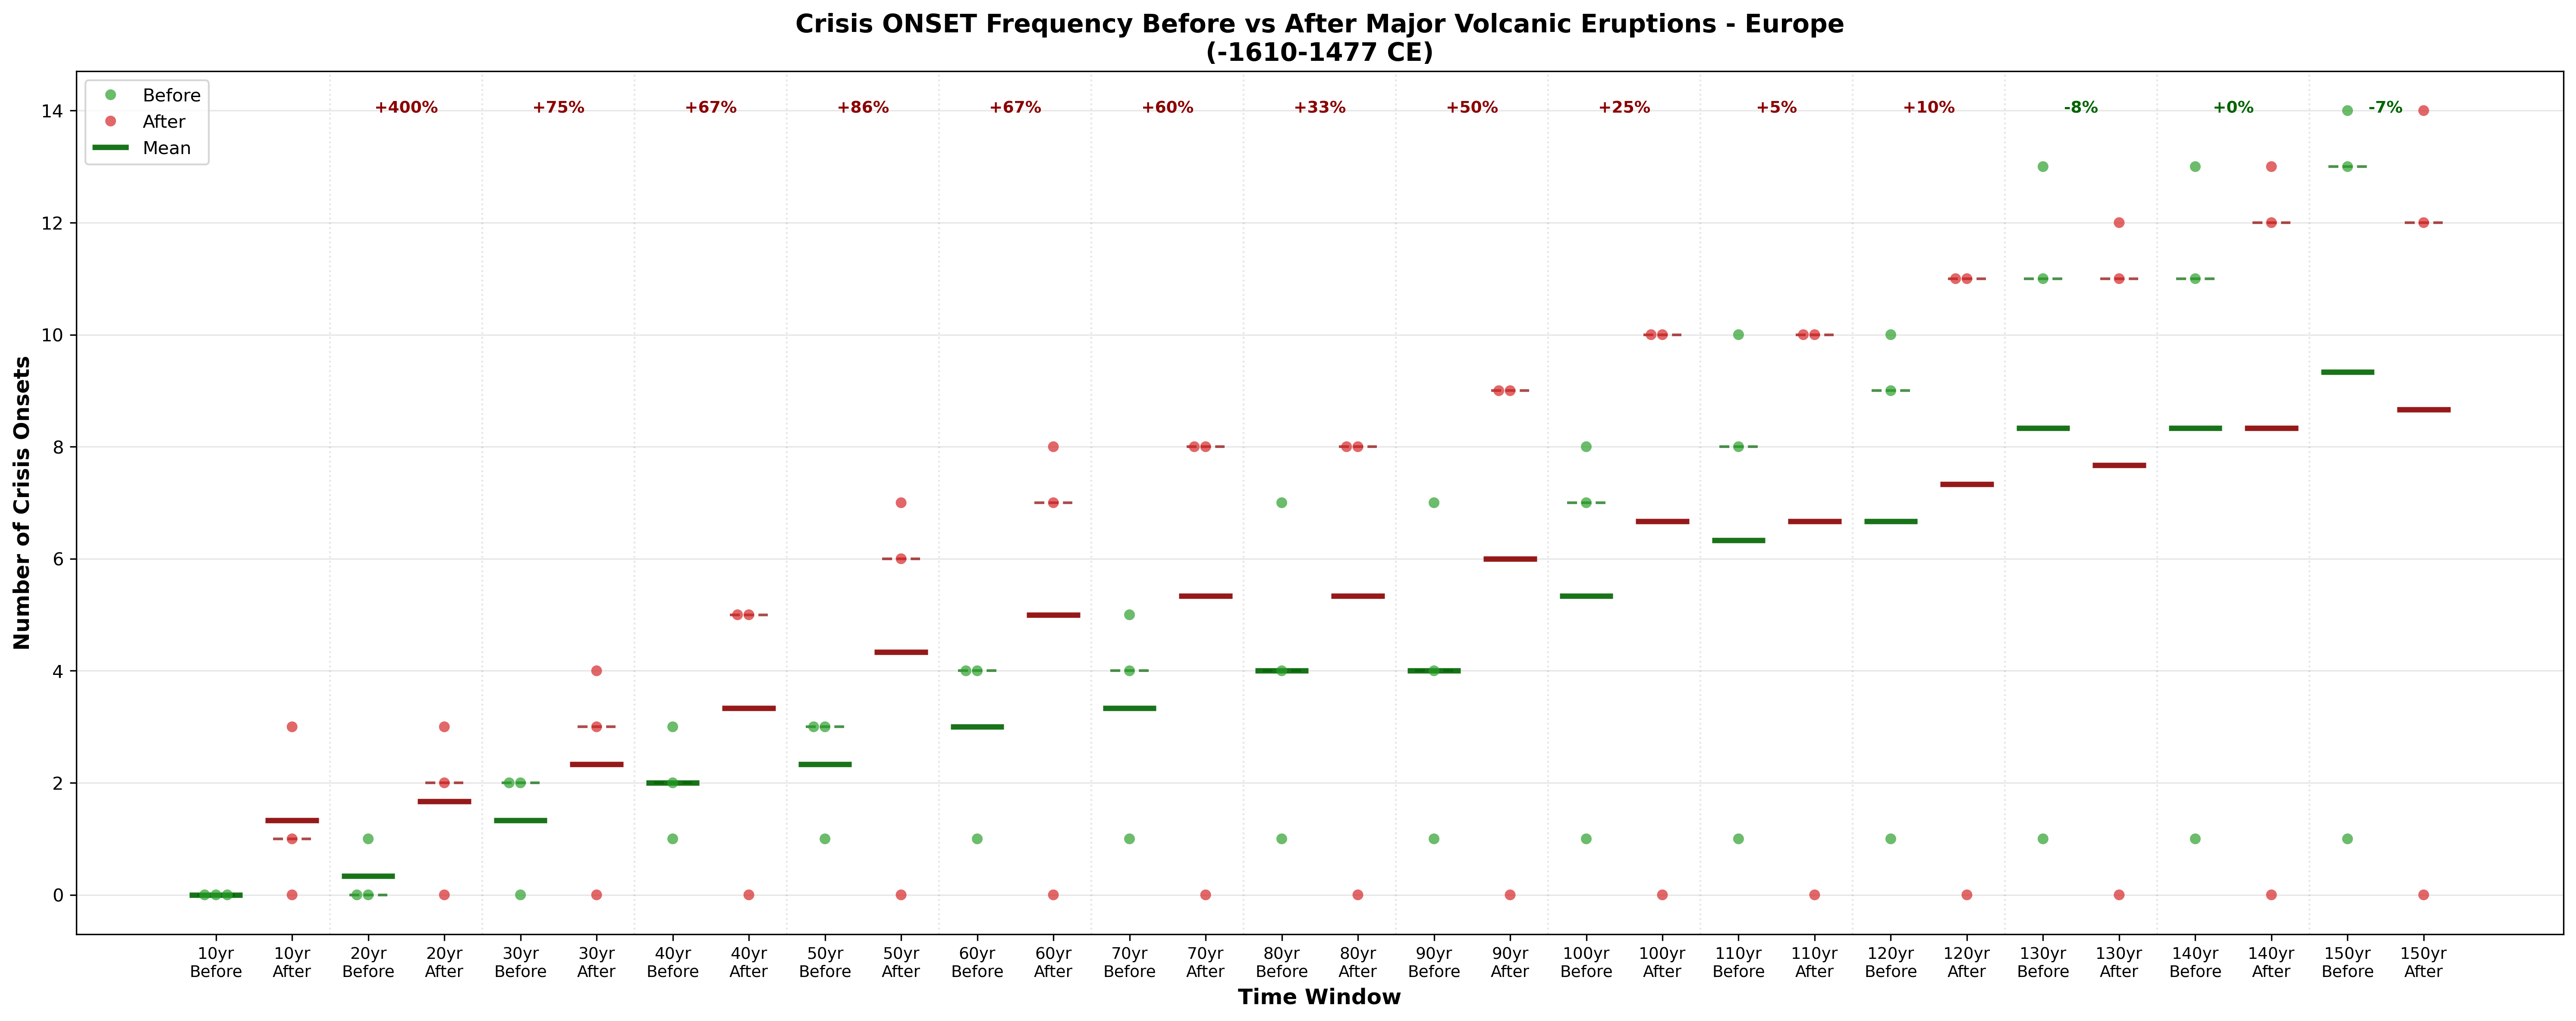 Crisis ONSET Frequency Before vs After Major Volcanic Eruptions - Europe
(-1610-1477 CE)
Before
After
Mean
+400%
+75%
+67%
+86%
+67%
+60%
+33%
+50%
+25%
+5%
+10%
-8%
+0%
-7%
Number of Crisis Onsets
14
12
10
8
6
4
2
0
10yr
Before
10yr
After
20yr
Before
20yr
After
30yr
Before
30yr
After
40yr
Before
40yr
After
50yr
Before
50yr
After
60yr
Before
60yr
After
70yr
Before
70yr
After
80yr
Before
80yr
After
90yr
Before
90yr
After
100yr
Before
100yr
After
110yr
Before
110yr
After
120yr
Before
120yr
After
130yr
Before
130yr
After
140yr
Before
140yr
After
150yr
Before
150yr
After
Time Window